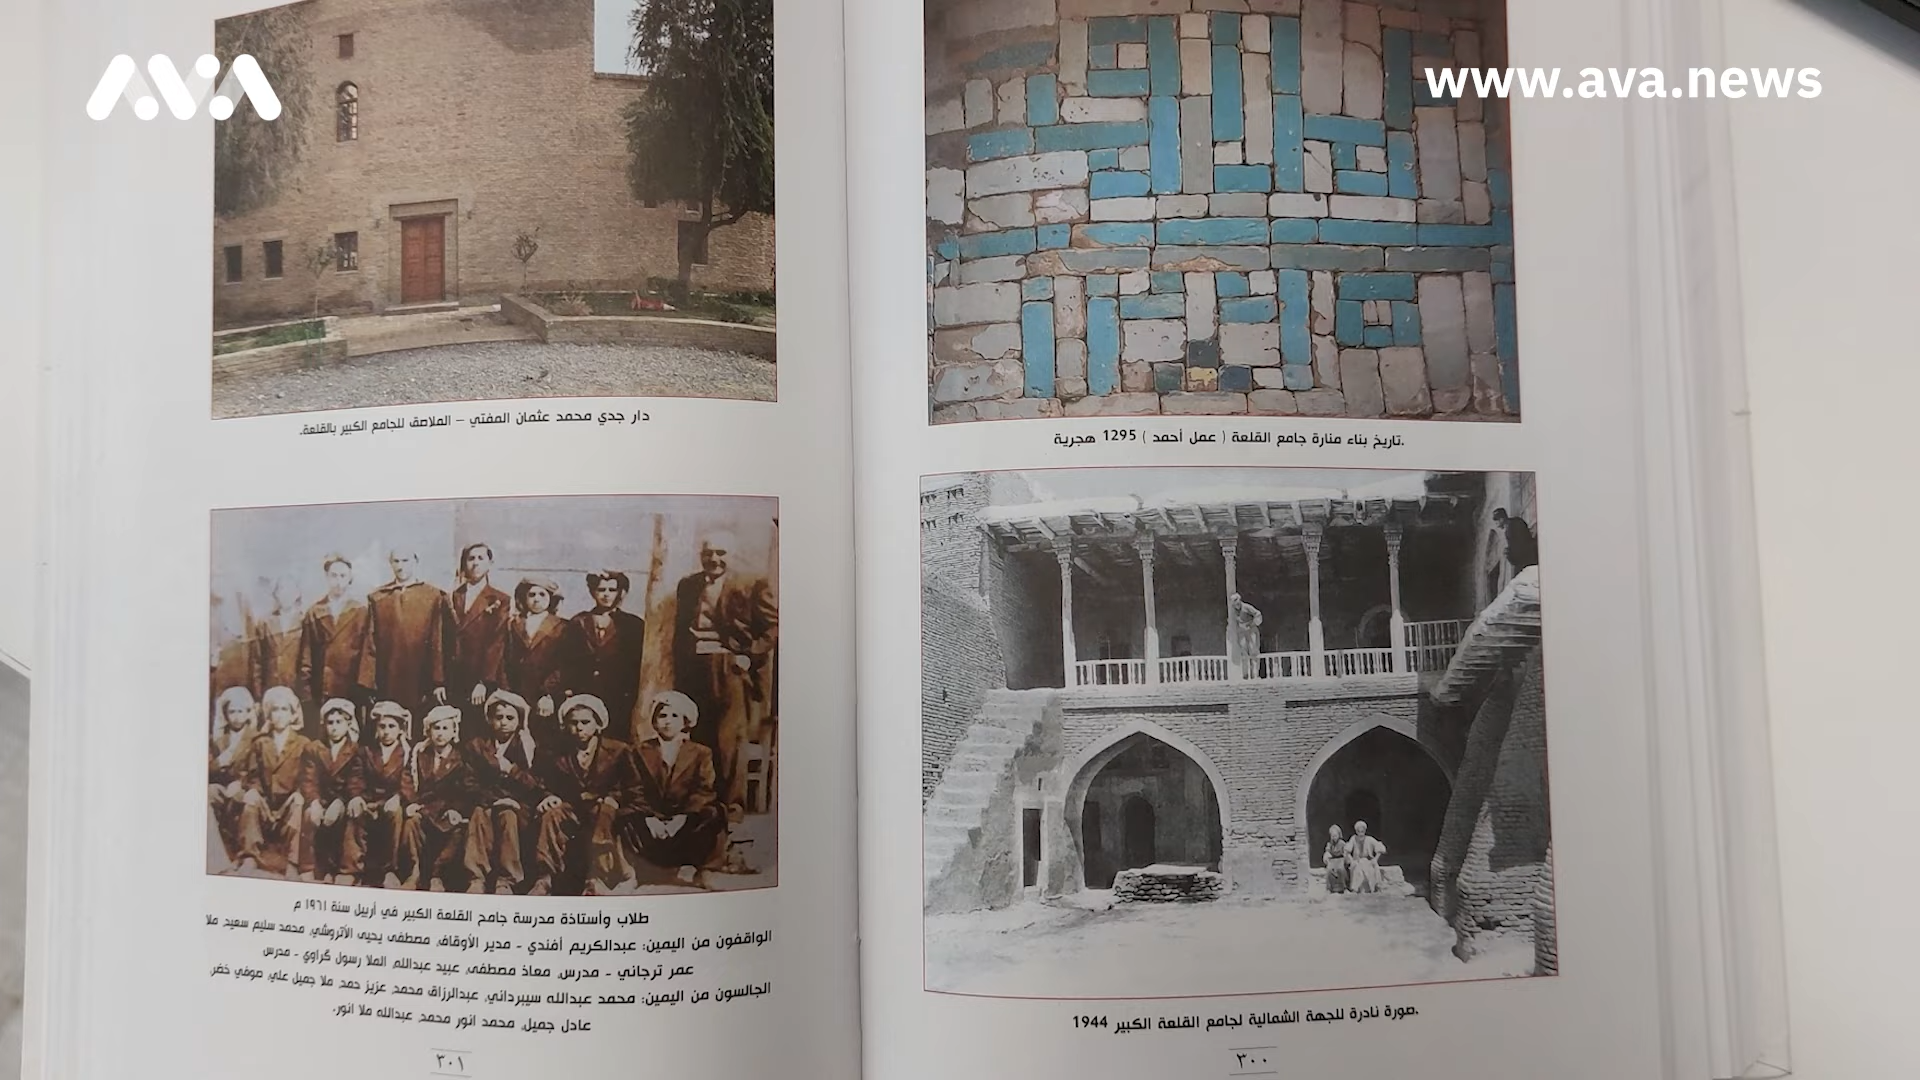 AVA
www.ava.news
تاريخ بناء منارة جامع القلعة ( عمل أحمد ) 1295 هجرية.
صورة نادرة للجهة الشمالية لجامع القلعة الكبير 1944.
٣٠٠
دار جدي محمد عثمان المفتي – الملاصق للجامع الكبير بالقلعة.
طلاب وأستاذة مدرسة جامع القلعة الكبير في أربيل سنة ١٩٦١ م
الواقفون من اليمين: عبدالكريم أفندي - مدير الأوقاف، مصطفى يحيى الأتروشي، محمد سليم سعيد، ملا
عمر ترجاني - مدرس، معاذ مصطفى، عبيد عبدالله، الملا رسول گراوي - مدرس
الجالسون من اليمين: محمد عبدالله سيبرداني، عبدالرزاق محمد، عزيز حمد، ملا جميل علي، صوفي خضر،
عادل جميل، محمد انور محمد، عبدالله ملا انور.
٣٠١